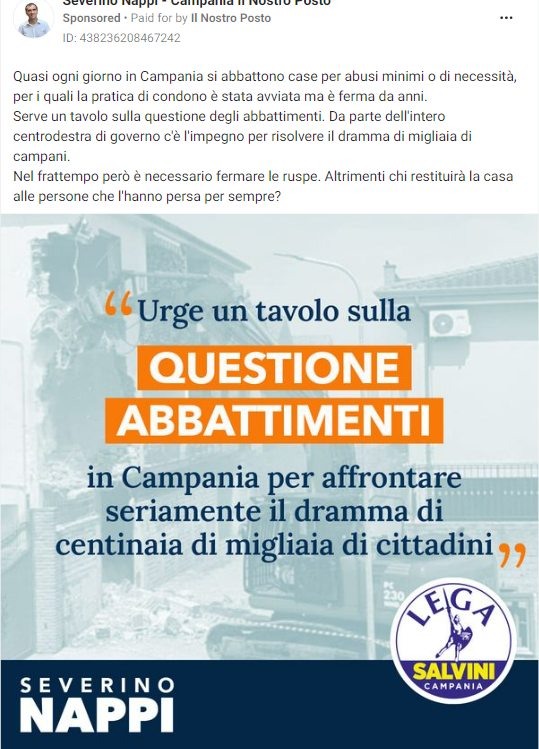 Severino Nappi - Campania Il Nostro Posto
Sponsored • Paid for by Il Nostro Posto
ID: 438236208467242
Quasi ogni giorno in Campania si abbattono case per abusi minimi o di necessità,
per i quali la pratica di condono è stata avviata ma è ferma da anni.
Serve un tavolo sulla questione degli abbattimenti. Da parte dell'intero
centrodestra di governo c'è l'impegno per risolvere il dramma di migliaia di
campani.
Nel frattempo però è necessario fermare le ruspe. Altrimenti chi restituirà la casa
alle persone che l'hanno persa per sempre?
“Urge un tavolo sulla
QUESTIONE
ABBATTIMENTI
in Campania per affrontare
seriamente il dramma di
centinaia di migliaia di cittadini”
PC
230
LEGA
SALVINI
CAMPANIA
SEVERINO
NAPPI